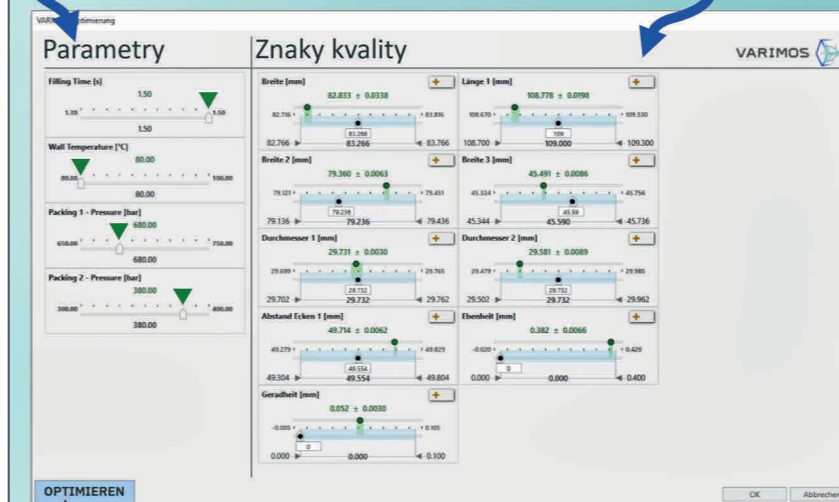 Parametry
Znaky kvality
VARIMOS
Filling Time [s]
1.50
1.30
1.50
1.50
Wall Temperature [°C]
80.00
80.00
100.00
80.00
Packing 1 - Pressure [bar]
680.00
650.00
750.00
680.00
Packing 2 - Pressure [bar]
380.00
300.00
400.00
380.00
Breite [mm]
82.833 ± 0.0338
82.716
83.816
83.266
82.766
83.266
83.766
Länge 1 [mm]
108.778 ± 0.0198
108.670
109.330
109
108.700
109.000
109.300
Breite 2 [mm]
79.360 ± 0.0063
79.121
79.451
79.236
79.136
79.236
79.436
Breite 3 [mm]
45.491 ± 0.0086
45.324
45.756
45.59
45.344
45.590
45.736
Durchmesser 1 [mm]
29.731 ± 0.0030
29.699
29.765
29.732
29.702
29.732
29.762
Durchmesser 2 [mm]
29.581 ± 0.0089
29.479
29.985
29.732
29.502
29.732
29.962
Abstand Ecken 1 [mm]
49.714 ± 0.0062
49.279
49.829
49.554
49.304
49.554
49.804
Ebenheit [mm]
0.382 ± 0.0066
-0.020
0.420
0
0.000
0.000
0.400
Geradheit [mm]
0.052 ± 0.0030
-0.005
0.105
0
0.000
0.000
0.100
OPTIMIEREN
OK
Abbrechen